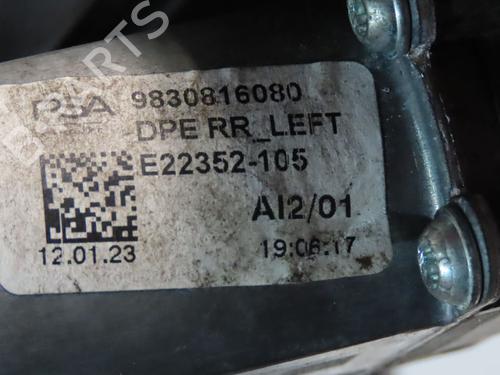 PSA 9830816080
DPE RR_LEFT
E22352-105
AI2/01
12.01.23 19:06:17